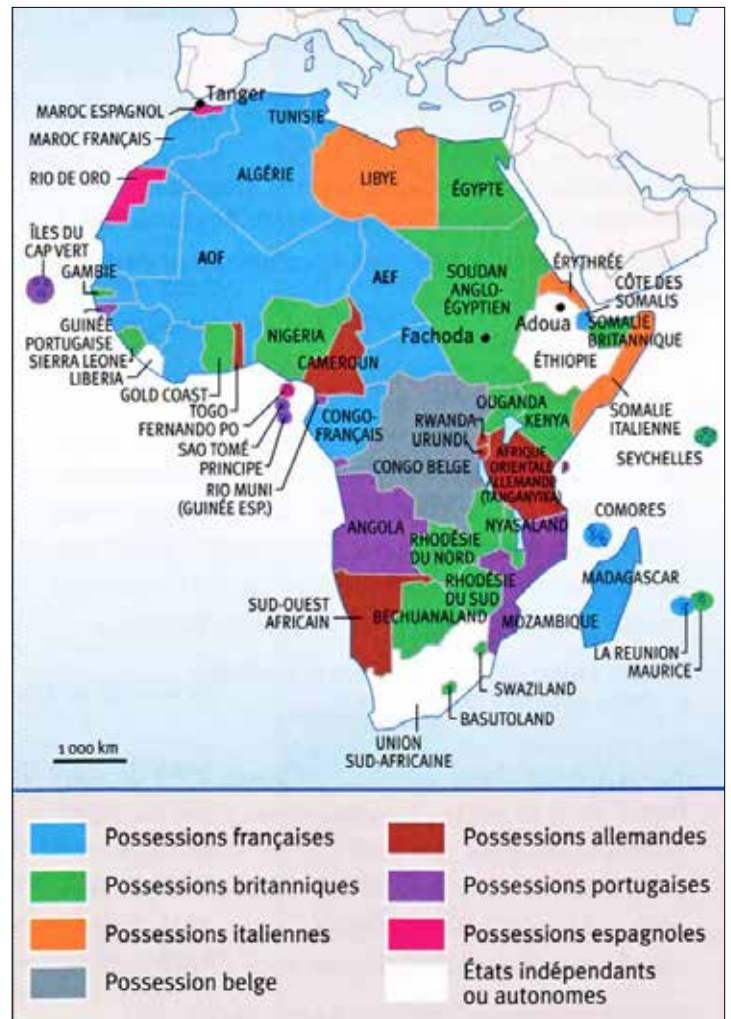 Tanger
MAROC ESPAGNOL
TUNISIE
MAROC FRANÇAIS
RIO DE ORO
ALGÉRIE
LIBYE
ÉGYPTE
ÎLES DU
CAP VERT
AOF
AEF
SOUDAN
ANGLO-
ÉGYPTIEN
ÉRYTHRÉE
CÔTE DES
SOMALIS
GAMBIE
Adoua
SOMALIE
BRITANNIQUE
GUINÉE
PORTUGAISE
NIGÉRIA
Fachoda
SIERRA LEONE
LIBERIA
CAMEROUN
ÉTHIOPIE
GOLD COAST
TOGO
FERNANDO PO
SAO TOMÉ
PRINCIPE
RIO MUNI
(GUINÉE ESP.)
CONGO-
FRANÇAIS
OUGANDA
KENYA
SOMALIE
ITALIENNE
RWANDA
URUNDI
SEYCHELLES
CONGO BELGE
AFRIQUE
ORIENTALE
ALLEMANDE
(TANGANYIKA)
COMORES
ANGOLA
NYASALAND
RHODÉSIE
DU NORD
MADAGASCAR
RHODÉSIE
DU SUD
SUD-OUEST
AFRICAIN
BECHUANALAND
MOZAMBIQUE
LA REUNION
MAURICE
SWAZILAND
BASUTOLAND
UNION
SUD-AFRICAINE
1 000 km
Possessions françaises
Possessions allemandes
Possessions britanniques
Possessions portugaises
Possessions italiennes
Possessions espagnoles
Possession belge
États indépendants
ou autonomes